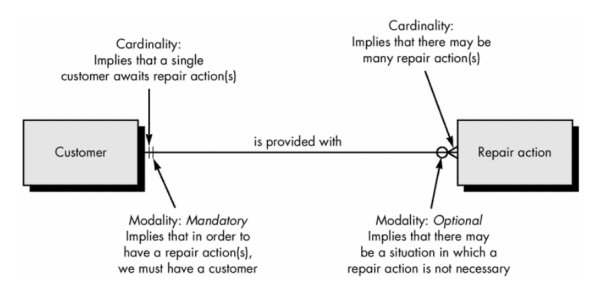 Cardinality:
Implies that a single
customer awaits repair action(s)
Cardinality:
Implies that there may be
many repair action(s)
Customer
is provided with
Repair action
Modality: Mandatory
Implies that in order to
have a repair action(s),
we must have a customer
Modality: Optional
Implies that there may
be a situation in which a
repair action is not necessary